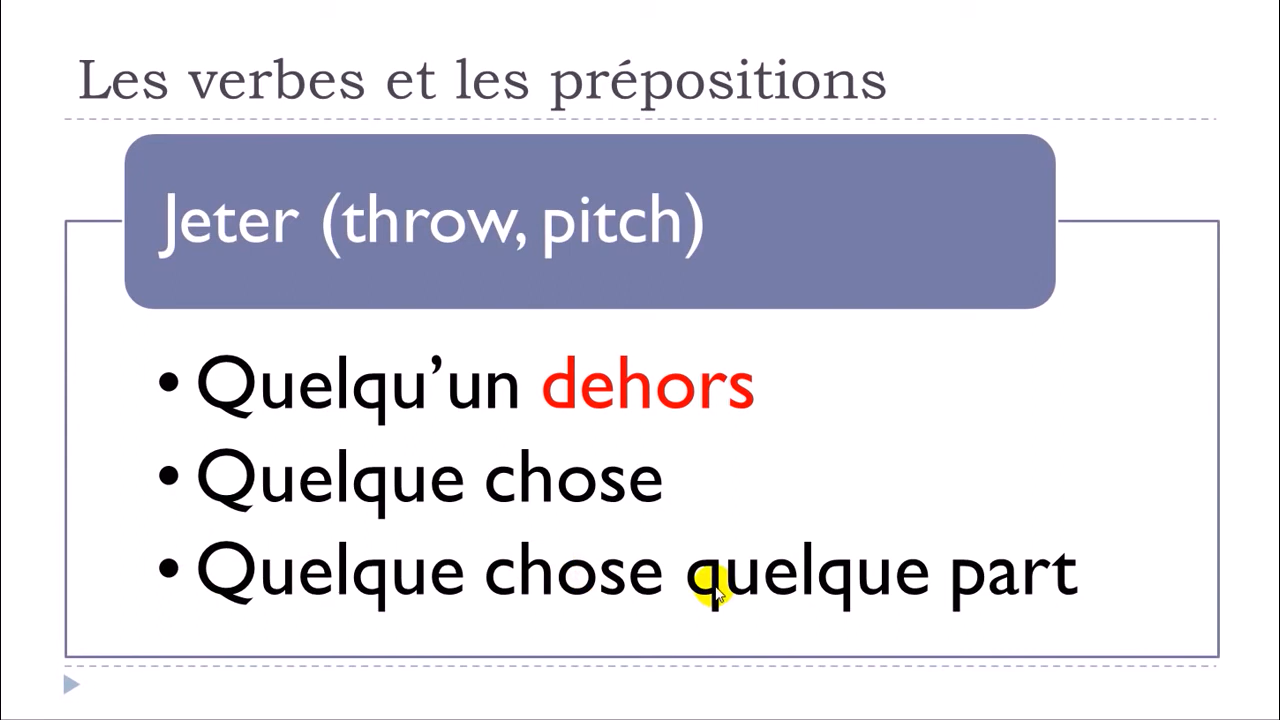 Les verbes et les prépositions
Jeter (throw, pitch)
• Quelqu’un dehors
• Quelque chose
• Quelque chose quelque part